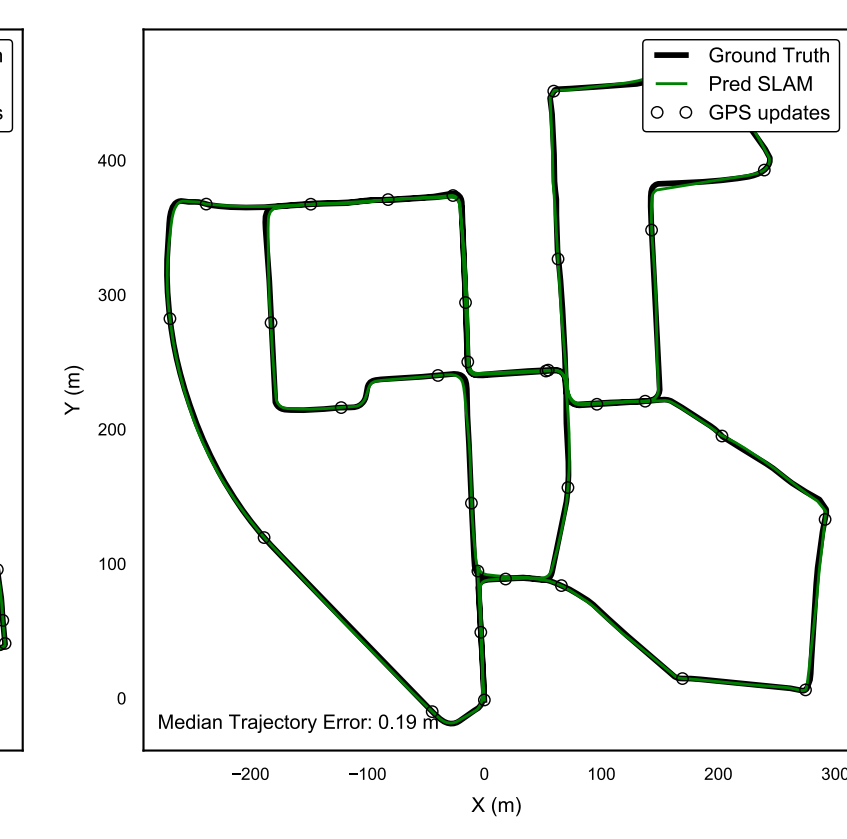 Ground Truth
Pred SLAM
GPS updates
400
300
200
100
0
Y (m)
Median Trajectory Error: 0.19 m
−200
−100
0
100
200
300
X (m)